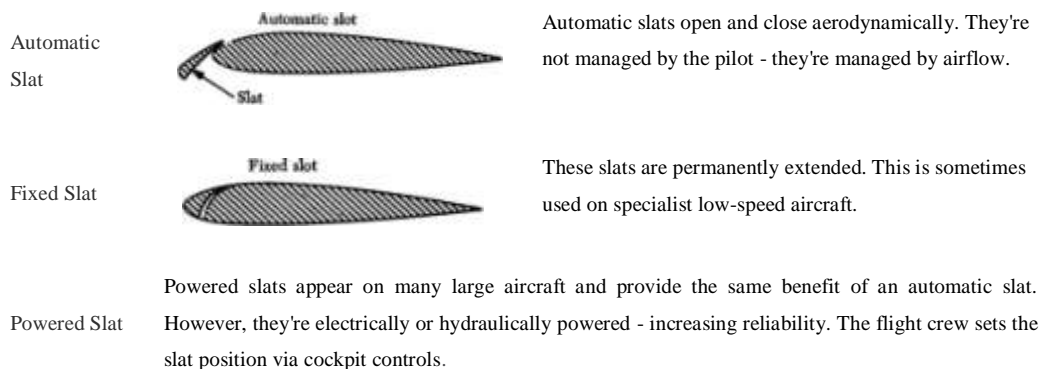 Automatic
Slat
Automatic slot
Slat
Automatic slats open and close aerodynamically. They're
not managed by the pilot - they're managed by airflow.
Fixed Slat
Fixed slot
These slats are permanently extended. This is sometimes
used on specialist low-speed aircraft.
Powered Slat
Powered slats appear on many large aircraft and provide the same benefit of an automatic slat.
However, they're electrically or hydraulically powered - increasing reliability. The flight crew sets the
slat position via cockpit controls.